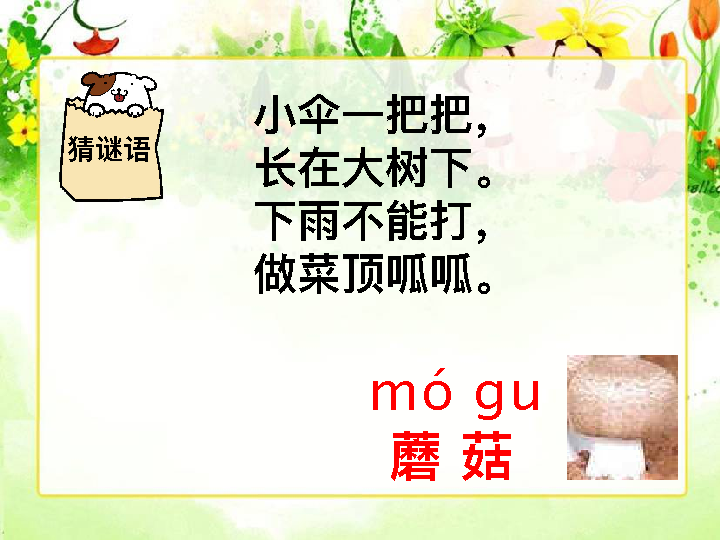 猜谜语
小伞一把把，
长在大树下。
下雨不能打，
做菜顶呱呱。
mó gu
蘑 菇